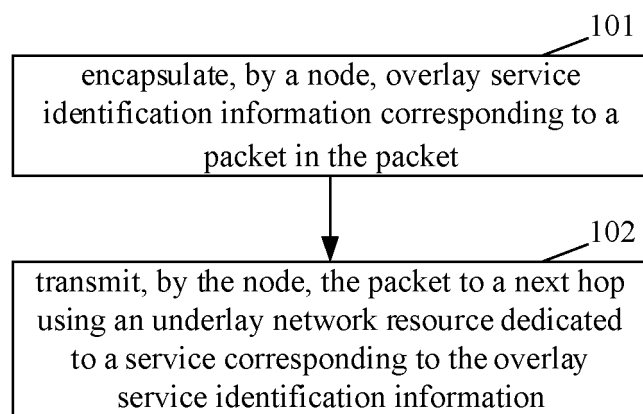 101
encapsulate, by a node, overlay service
identification information corresponding to a
packet in the packet
102
transmit, by the node, the packet to a next hop
using an underlay network resource dedicated
to a service corresponding to the overlay
service identification information